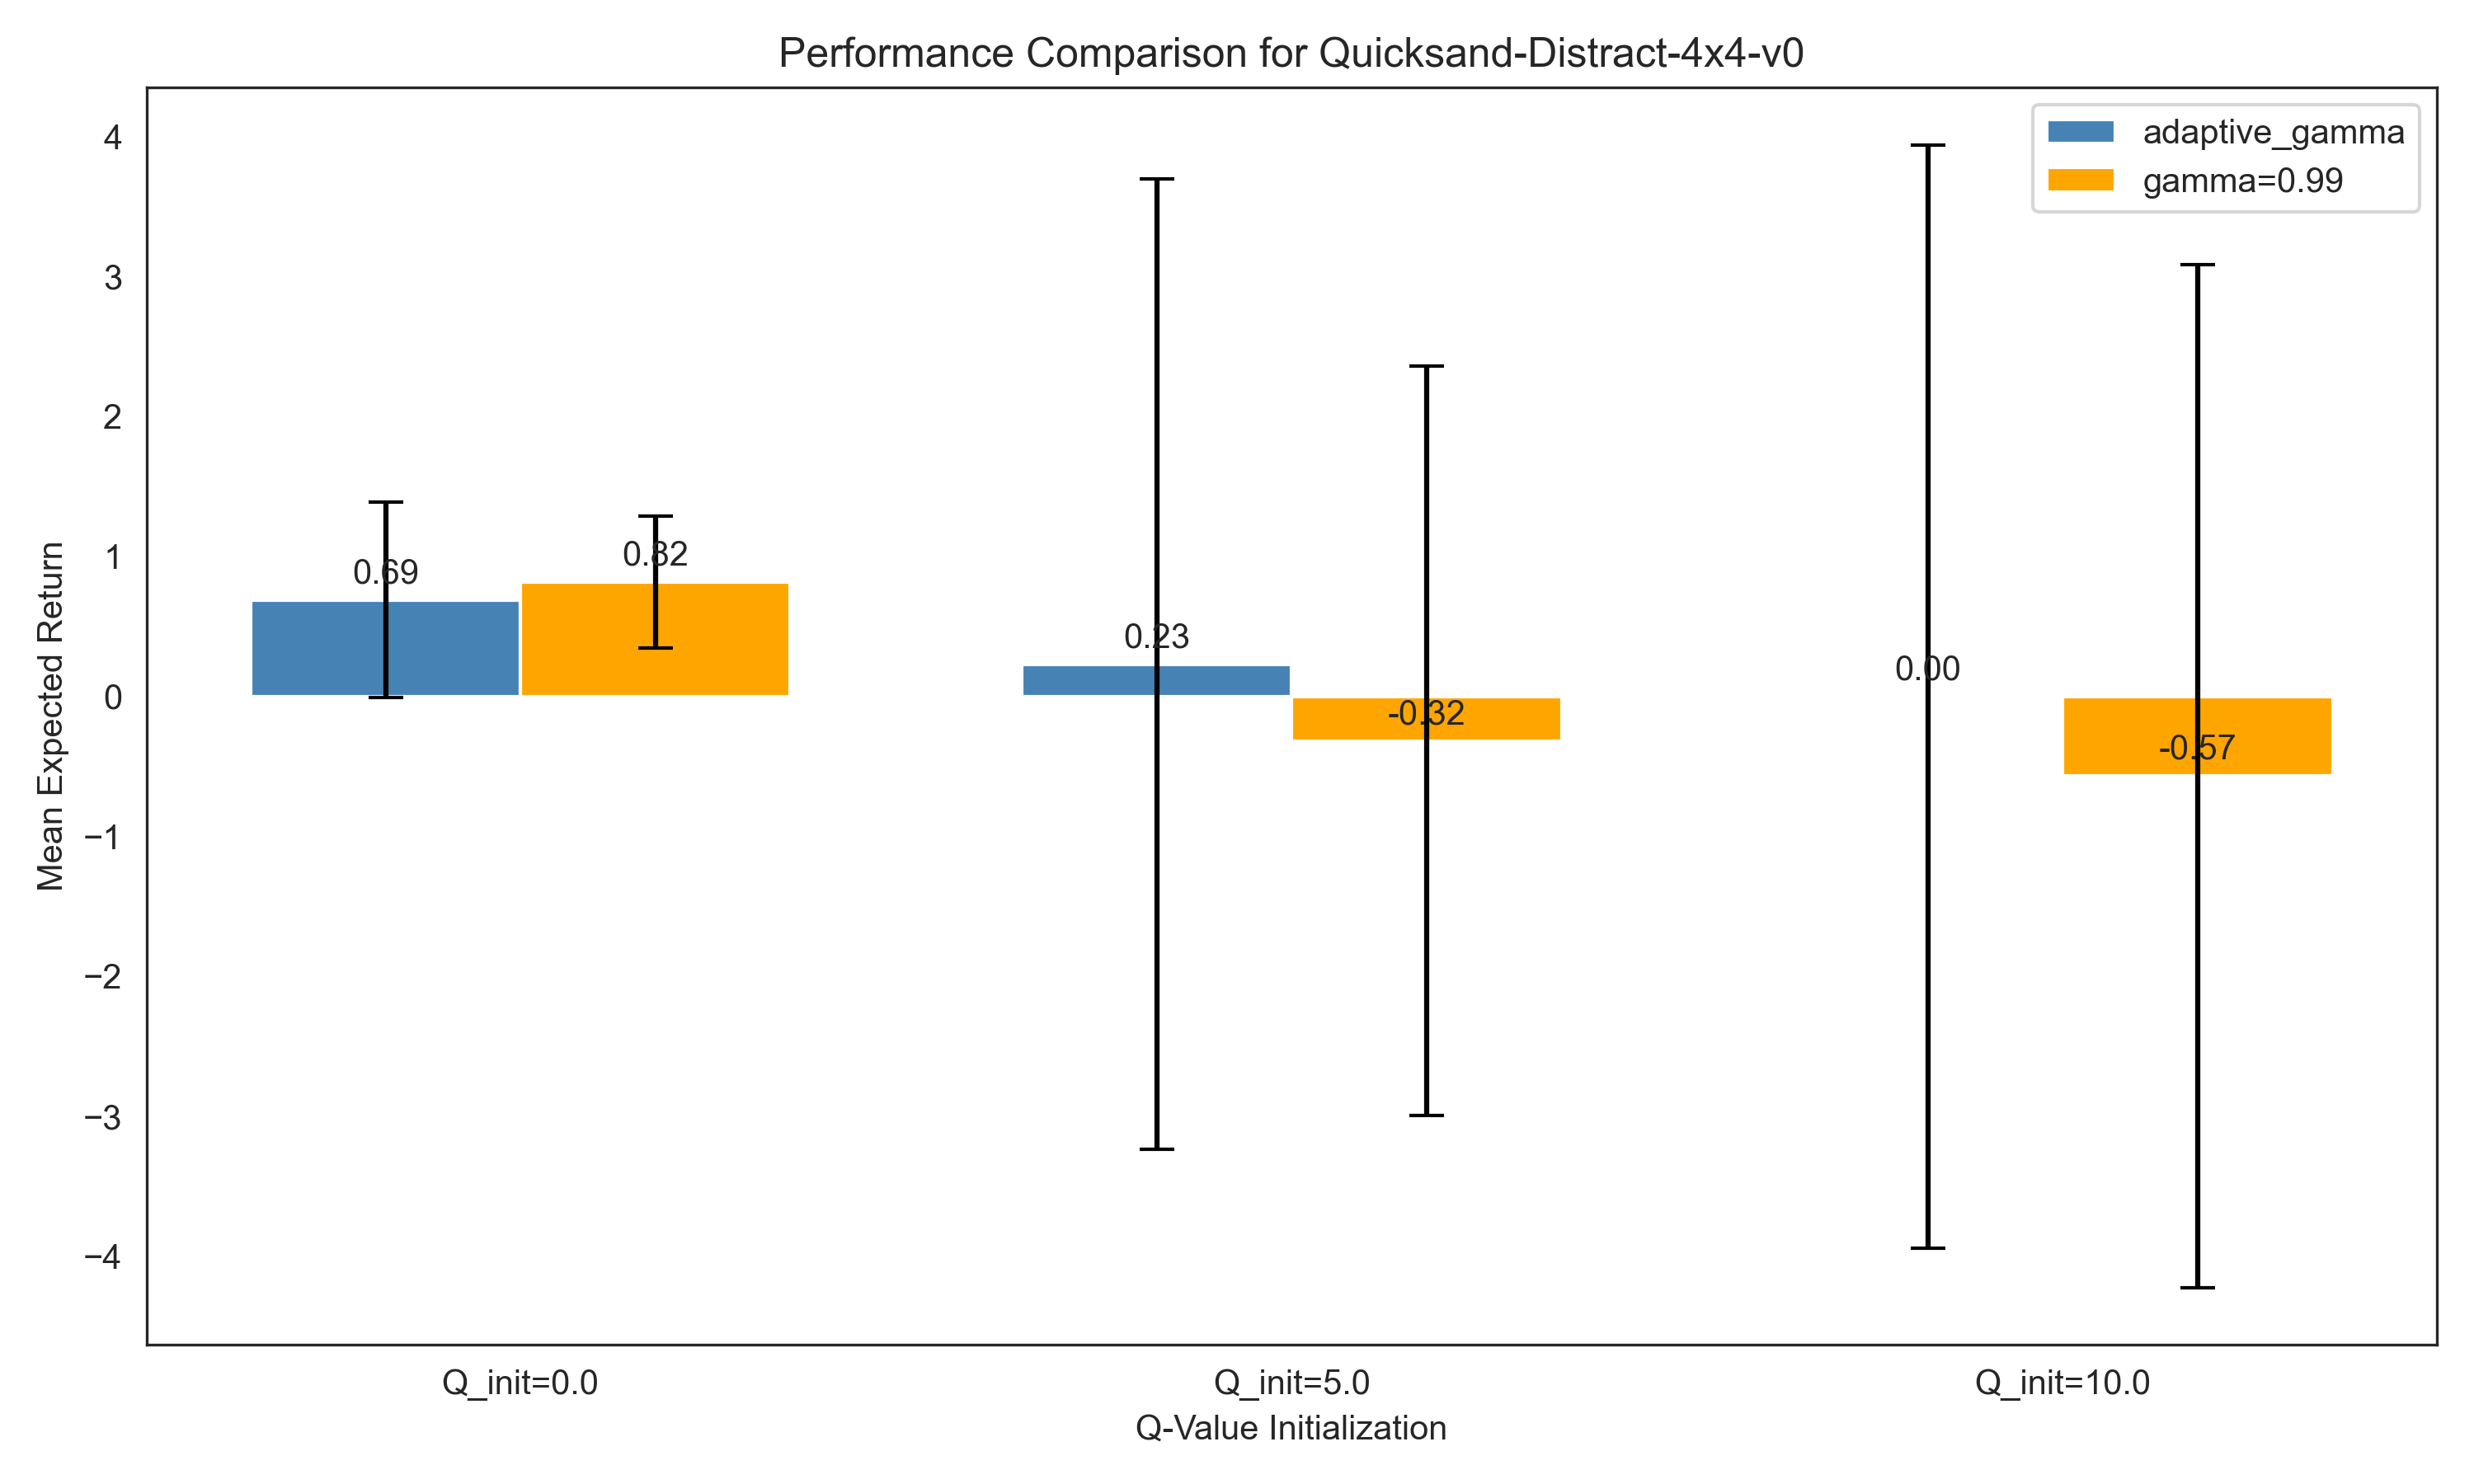 Performance Comparison for Quicksand-Distract-4x4-v0
adaptive_gamma
gamma=0.99
4
3
2
1
0
−1
−2
−3
−4
Mean Expected Return
0.69
0.82
0.23
-0.32
0.00
-0.57
Q_init=0.0
Q_init=5.0
Q_init=10.0
Q-Value Initialization